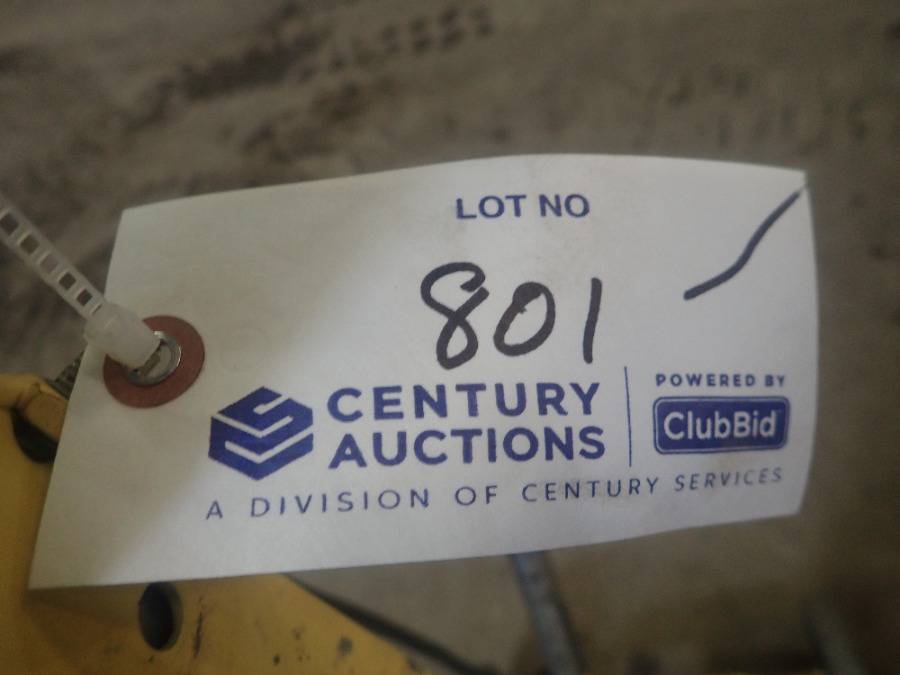 LOT NO
801
CENTURY
AUCTIONS
POWERED BY
ClubBid
A DIVISION OF CENTURY SERVICES